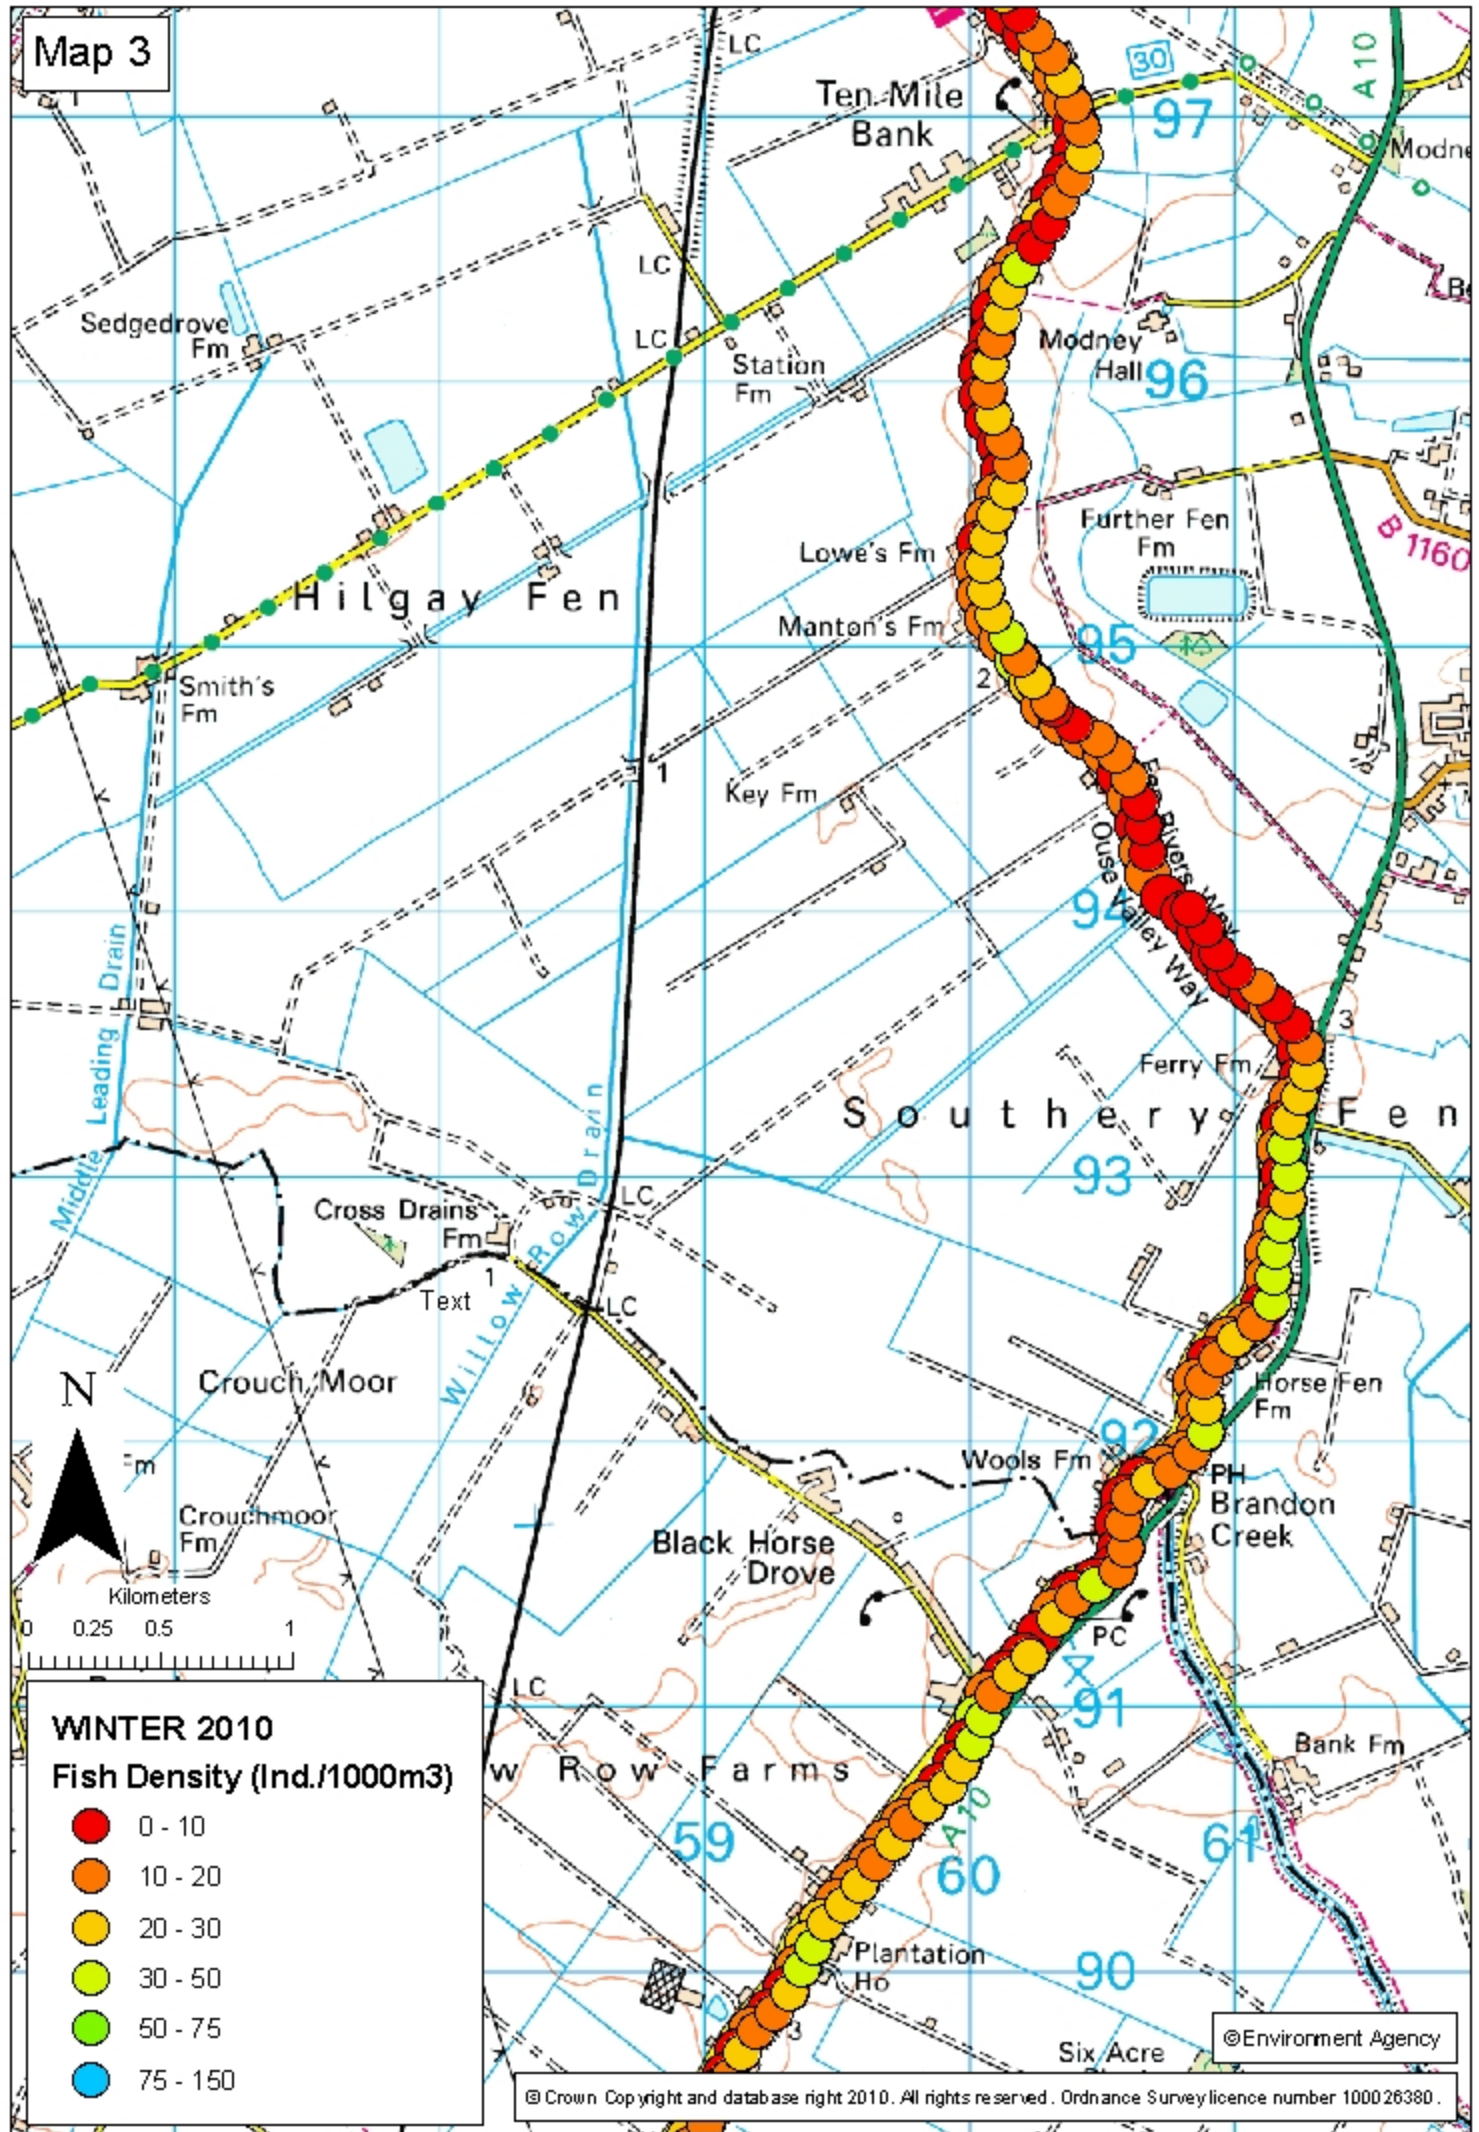 Map 3
LC
A 10
30
Ten Mile
Bank
97
Modne
LC
Sedgedrove
Fm
LC
Station
Fm
Modney
Hall
96
Further Fen
Fm
B 1160
Lowe's Fm
Hilgay Fen
Manton's Fm
95
2
Smith's
Fm
1
Key Fm
Fen Rivers Way
Ouse Valley Way
94
Middle Leading Drain
3
Ferry Fm
Southery Fen
93
Cross Drains
Fm
LC
1
Text
LC
Willow Row Drain
N
Crouch Moor
Horse Fen
Fm
92
Wools Fm
Fm
PH
Brandon
Creek
Crouchmoor
Fm
Black Horse
Drove
Kilometers
0 0.25 0.5 1
PC
LC
91
w Row Farms
Bank Fm
A 10
59
60
61
WINTER 2010
Fish Density (Ind./1000m3)
0 - 10
10 - 20
20 - 30
30 - 50
50 - 75
75 - 150
Plantation
Ho
90
3
Six Acre
©Environment Agency
© Crown Copyright and database right 2010. All rights reserved. Ordnance Survey licence number 100026380.